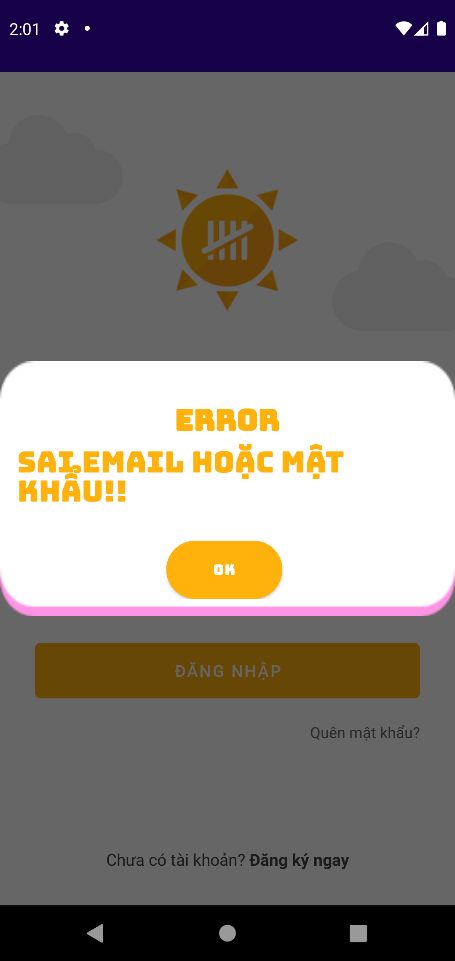 2:01
ERROR
SAI EMAIL HOẶC MẬT
KHẨU!!
OK
ĐĂNG NHẬP
Quên mật khẩu?
Chưa có tài khoản? Đăng ký ngay